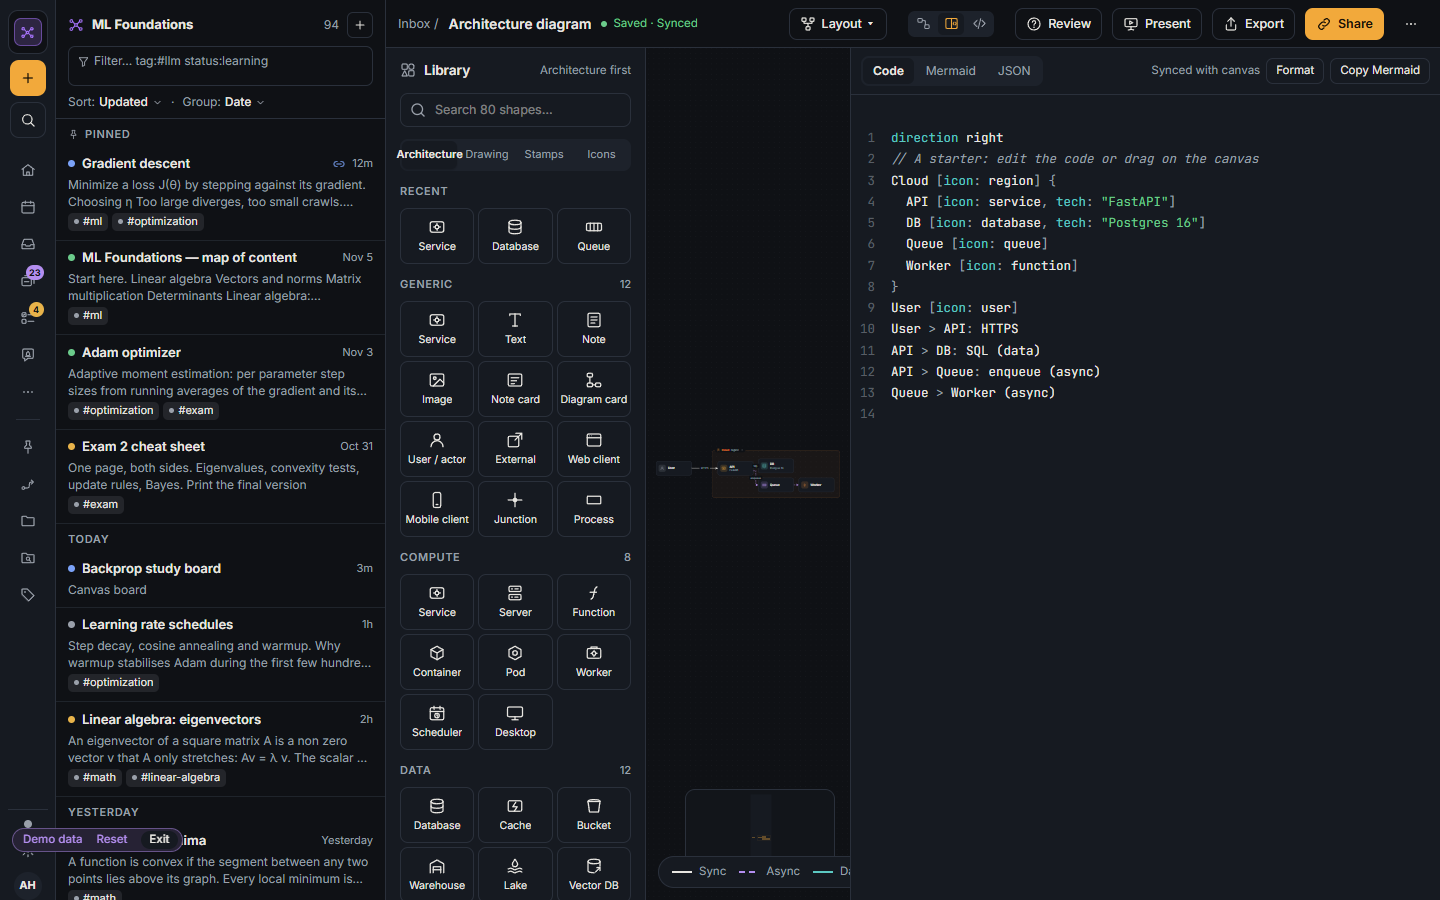 ML Foundations
94
Filter... tag:#llm status:learning
Sort: Updated · Group: Date
PINNED
Gradient descent
12m
Minimize a loss J(θ) by stepping against its gradient.
Choosing η Too large diverges, too small crawls....
#ml #optimization
ML Foundations — map of content
Nov 5
Start here. Linear algebra Vectors and norms Matrix
multiplication Determinants Linear algebra:...
#ml
Adam optimizer
Nov 3
Adaptive moment estimation: per parameter step
sizes from running averages of the gradient and its...
#optimization #exam
Exam 2 cheat sheet
Oct 31
One page, both sides. Eigenvalues, convexity tests,
update rules, Bayes. Print the final version
#exam
TODAY
Backprop study board
3m
Canvas board
Learning rate schedules
1h
Step decay, cosine annealing and warmup. Why
warmup stabilises Adam during the first few hundre...
#optimization
Linear algebra: eigenvectors
2h
An eigenvector of a square matrix A is a non zero
vector v that A only stretches: Av = λ v. The scalar ...
#math #linear-algebra
YESTERDAY
ima
Yesterday
A function is convex if the segment between any two
points lies above its graph. Every local minimum is...
#math
23
4
Demo data Reset Exit
AH
Inbox / Architecture diagram
Saved · Synced
Layout
Review
Present
Export
Share
Library
Architecture first
Search 80 shapes...
Architecture Drawing Stamps Icons
RECENT
Service Database Queue
GENERIC 12
Service Text Note
Image Note card Diagram card
User / actor External Web client
Mobile client Junction Process
COMPUTE 8
Service Server Function
Container Pod Worker
Scheduler Desktop
DATA 12
Database Cache Bucket
Warehouse Lake Vector DB
User
API
DB
Queue
Worker
Sync Async
Code Mermaid JSON
Synced with canvas
Format
Copy Mermaid
1 direction right
2 // A starter: edit the code or drag on the canvas
3 Cloud [icon: region] {
4 API [icon: service, tech: "FastAPI"]
5 DB [icon: database, tech: "Postgres 16"]
6 Queue [icon: queue]
7 Worker [icon: function]
8 }
9 User [icon: user]
10 User > API: HTTPS
11 API > DB: SQL (data)
12 API > Queue: enqueue (async)
13 Queue > Worker (async)
14